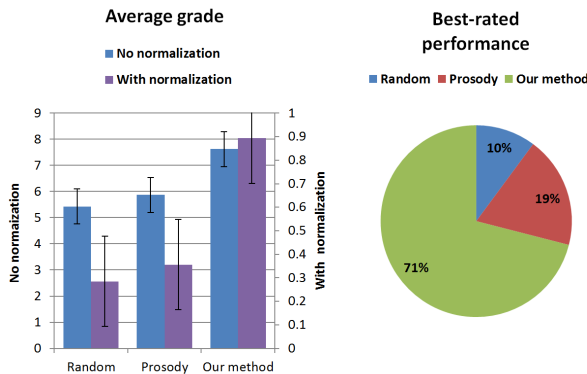 Average grade
No normalization
With normalization
9
8
7
6
5
4
3
2
1
0
No normaization
1
0.9
0.8
0.7
0.6
0.5
0.4
0.3
0.2
0.1
0
With normalization
Random
Prosody
Our method
Best-rated
performance
Random
Prosody
Our method
10%
19%
71%